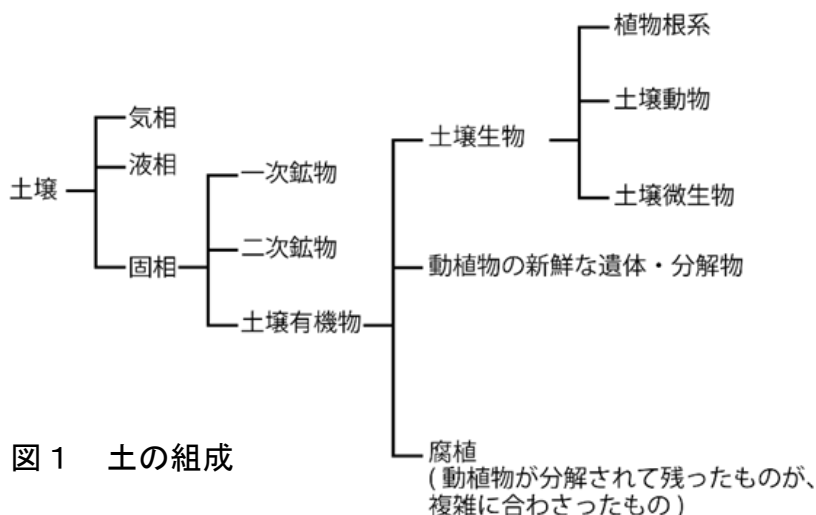 土壌
気相
液相
固相
一次鉱物
二次鉱物
土壌有機物
土壌生物
植物根系
土壌動物
土壌微生物
動植物の新鮮な遺体・分解物
腐植
(動植物が分解されて残ったものが、
複雑に合わさったもの)
図1 土の組成